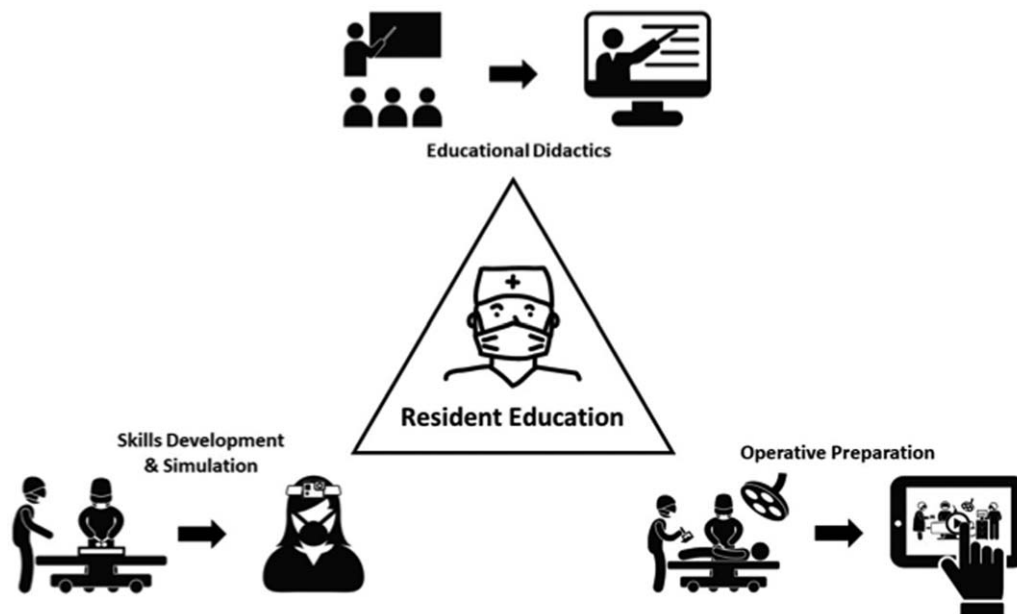 Educational Didactics
Resident Education
Skills Development
& Simulation
Operative Preparation